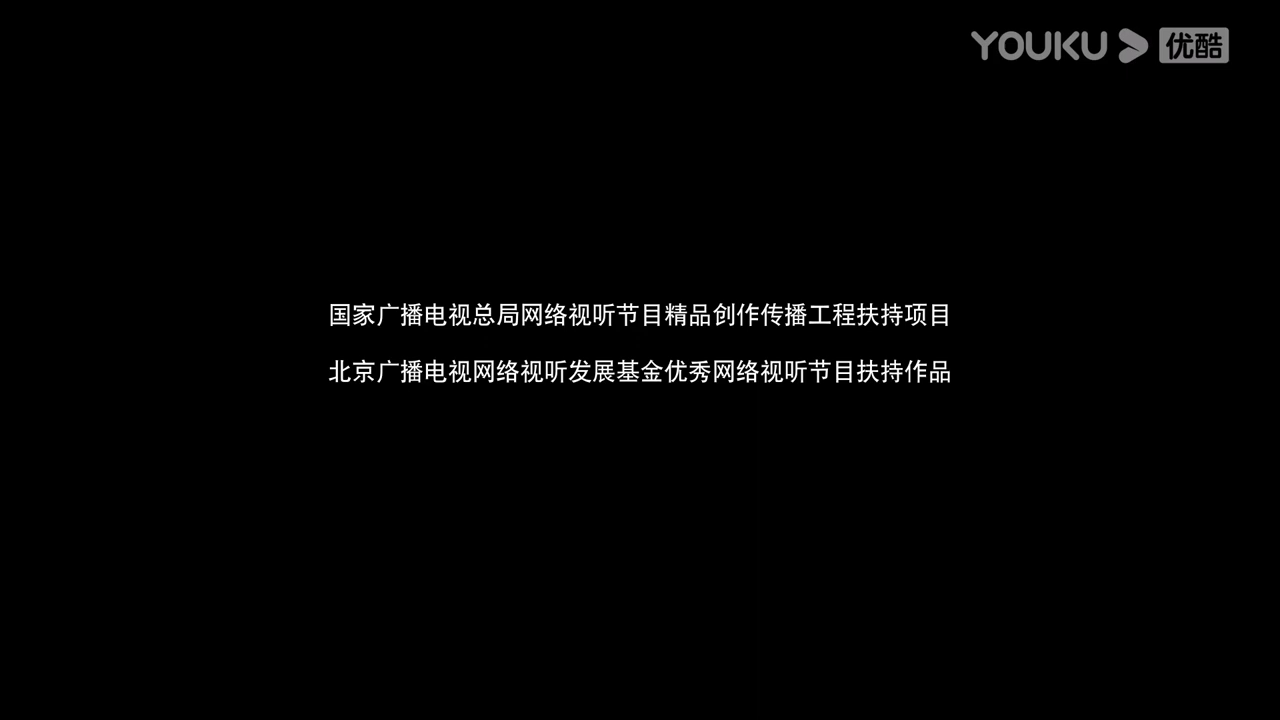 YOUKU 优酷
国家广播电视总局网络视听节目精品创作传播工程扶持项目
北京广播电视网络视听发展基金优秀网络视听节目扶持作品